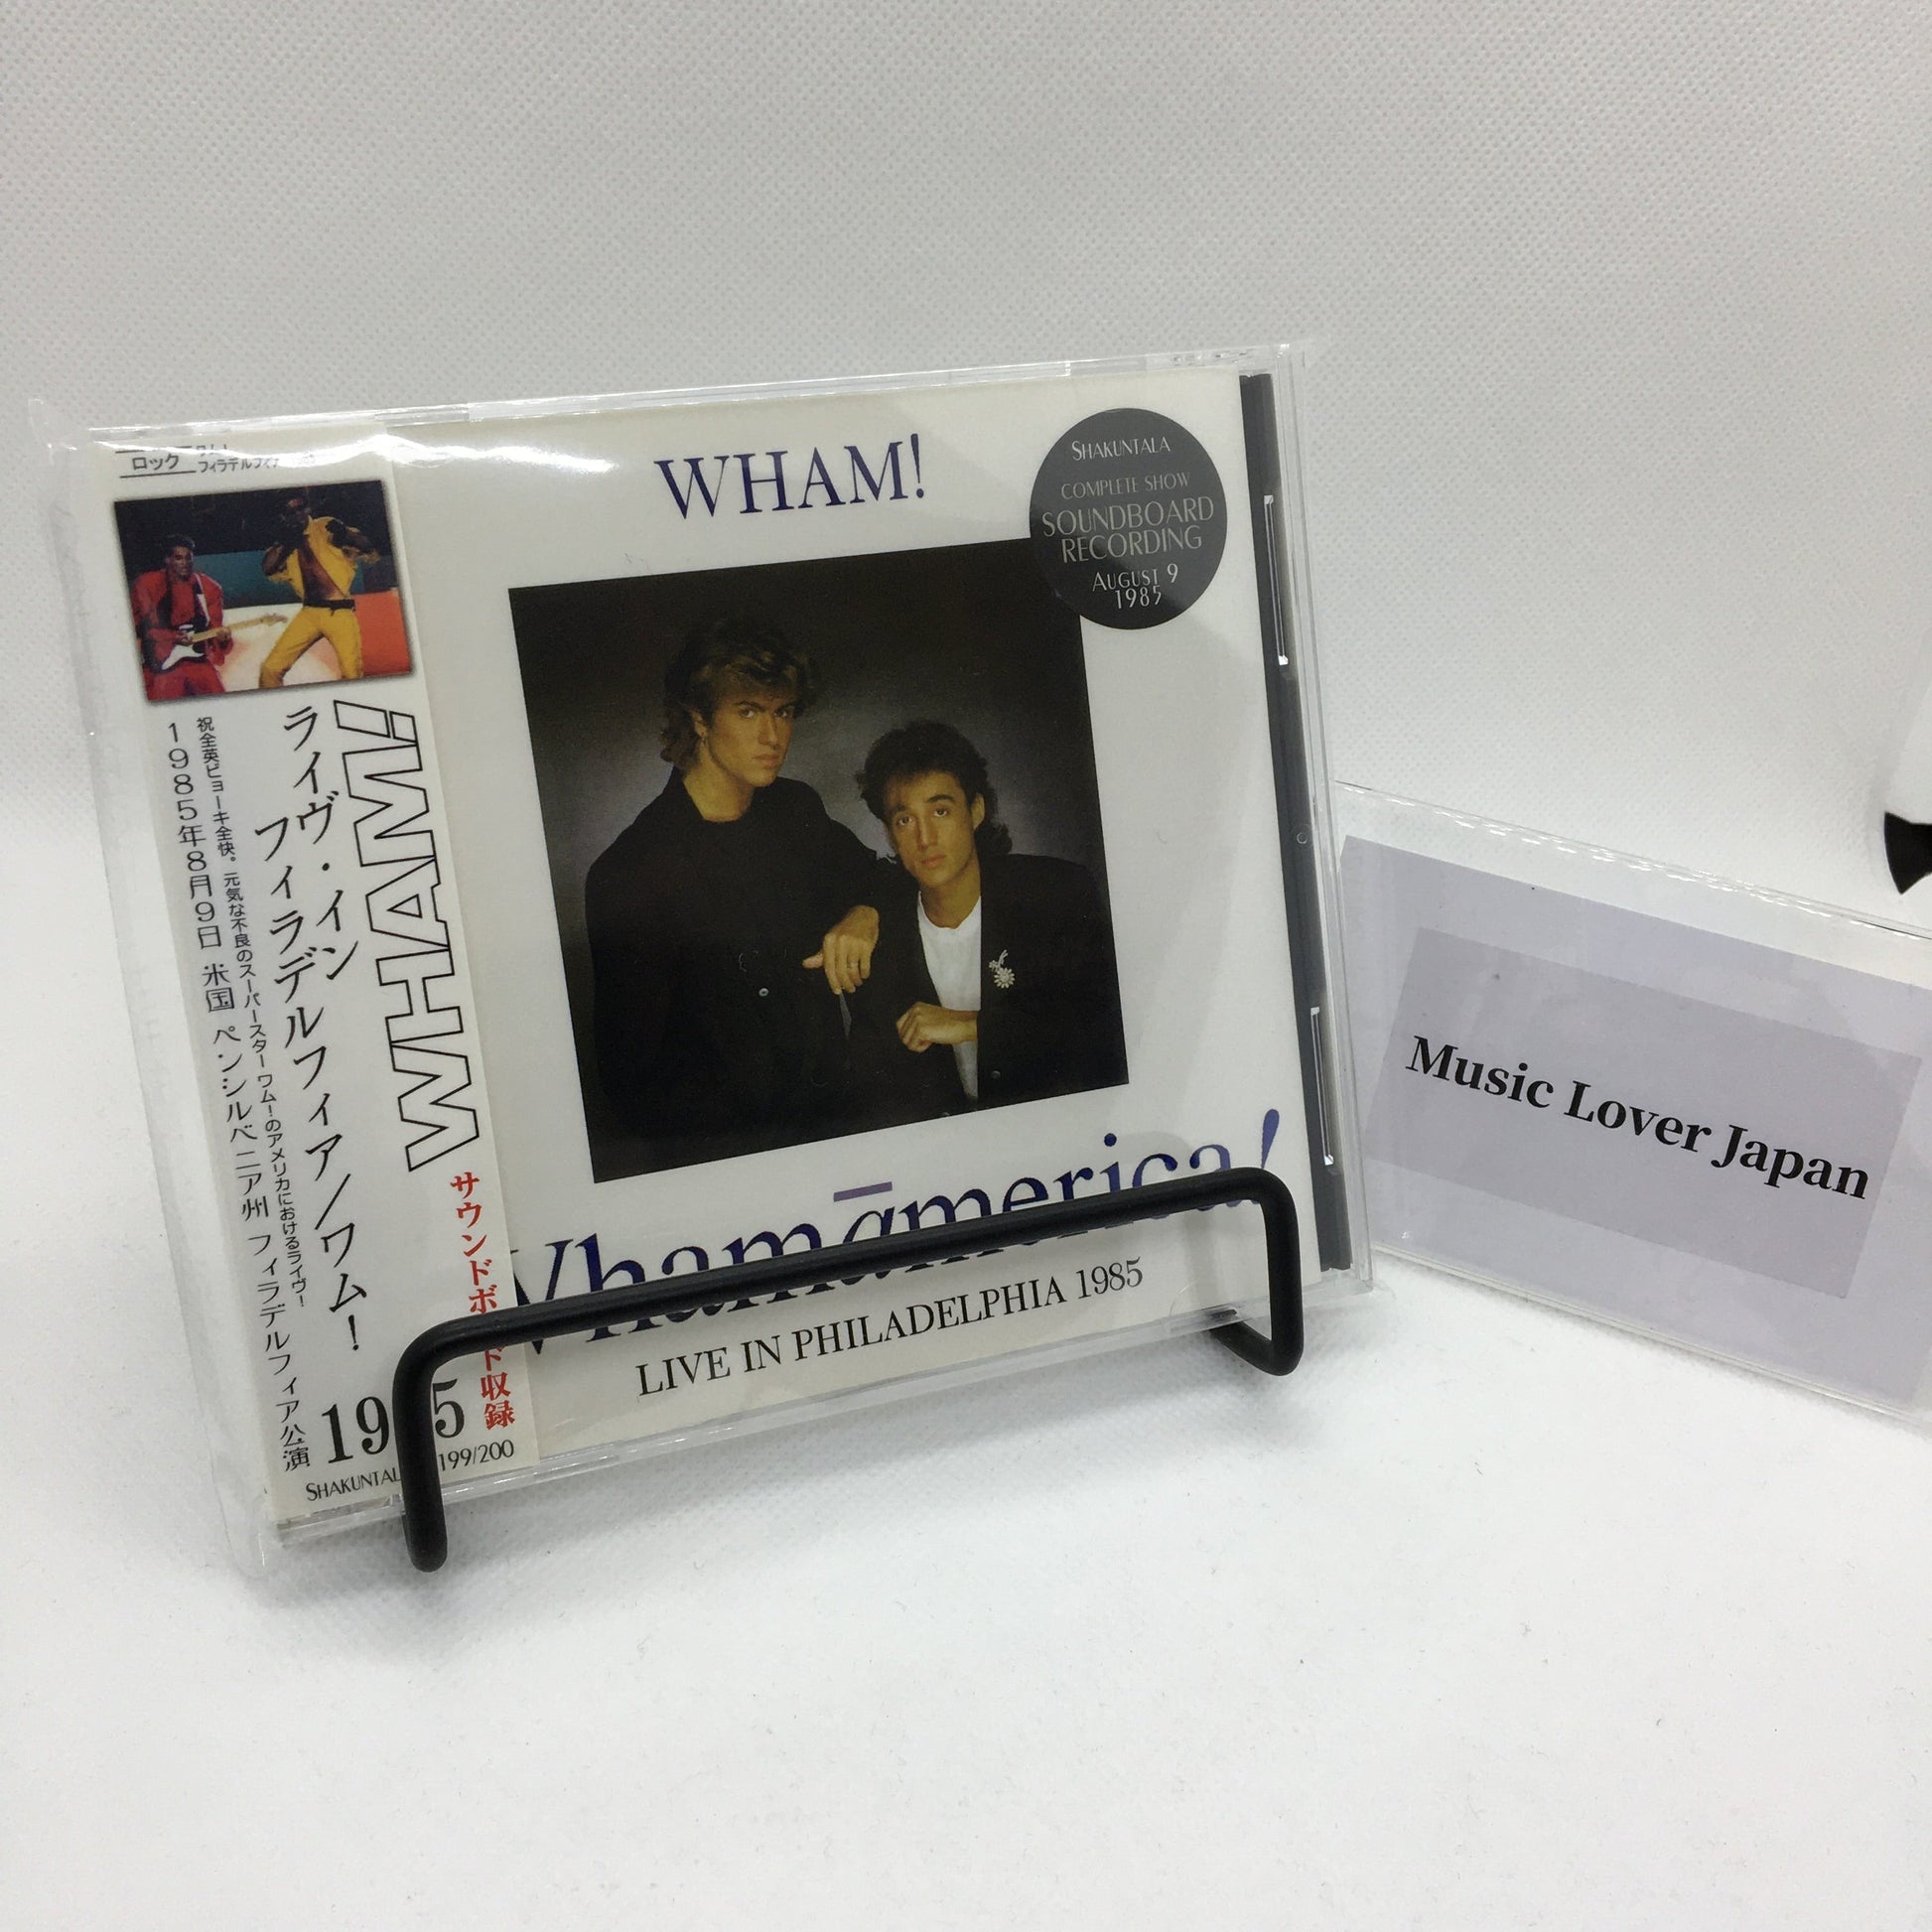 ロック
フィラデルフィア
WHAM!
ライヴ・イン
フィラデルフィア/ワム!
祝全英ビョーキ全快。元気な不良のスーパースターワム!のアメリカにおけるライヴ!
1985年8月9日 米国 ペンシルベニア州 フィラデルフィア公演
サウンドボ ド収録
19 5
199/200
WHAM!
SHAKUNTALA
COMPLETE SHOW
SOUNDBOARD
RECORDING
AUGUST 9
1985
Whamāmerica!
LIVE IN PHILADELPHIA 1985
Music Lover Japan